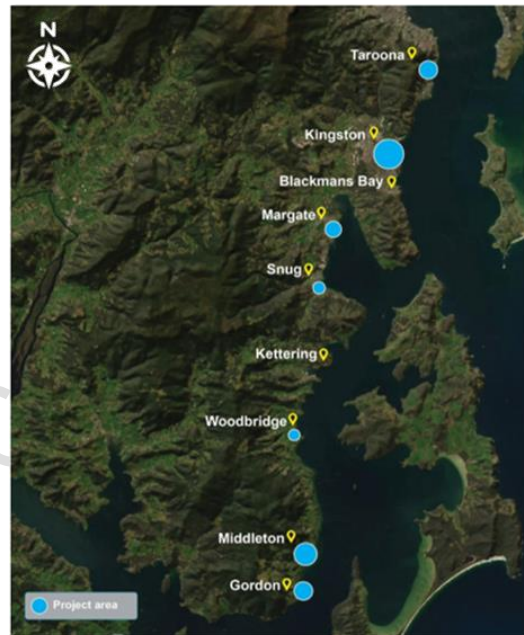 N
Taroona
Kingston
Blackmans Bay
Margate
Snug
Kettering
Woodbridge
Middleton
Gordon
Project area